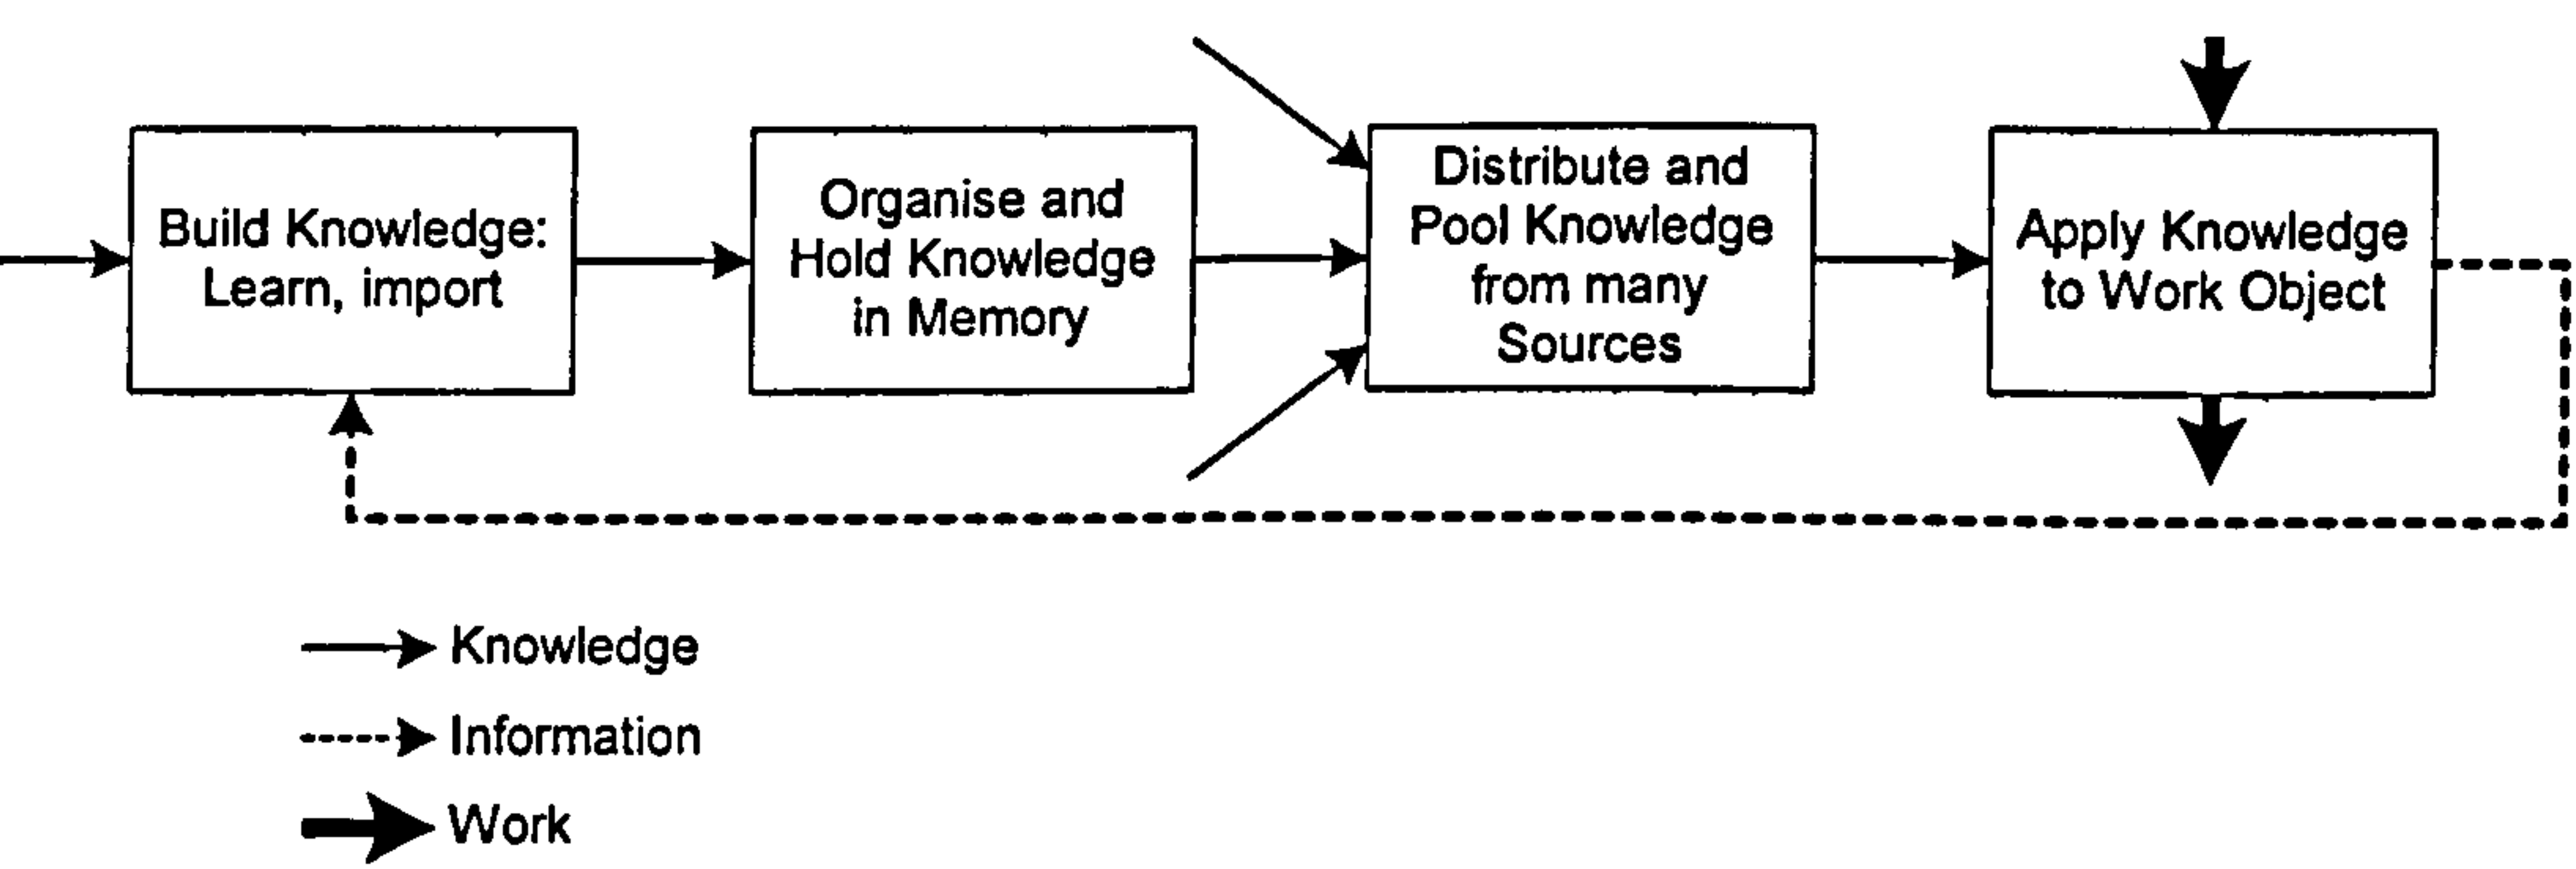 Build Knowledge:
Learn, import
Organise and
Hold Knowledge
in Memory
Distribute and
Pool Knowledge
from many
Sources
Apply Knowledge
to Work Object
Knowledge
Information
Work